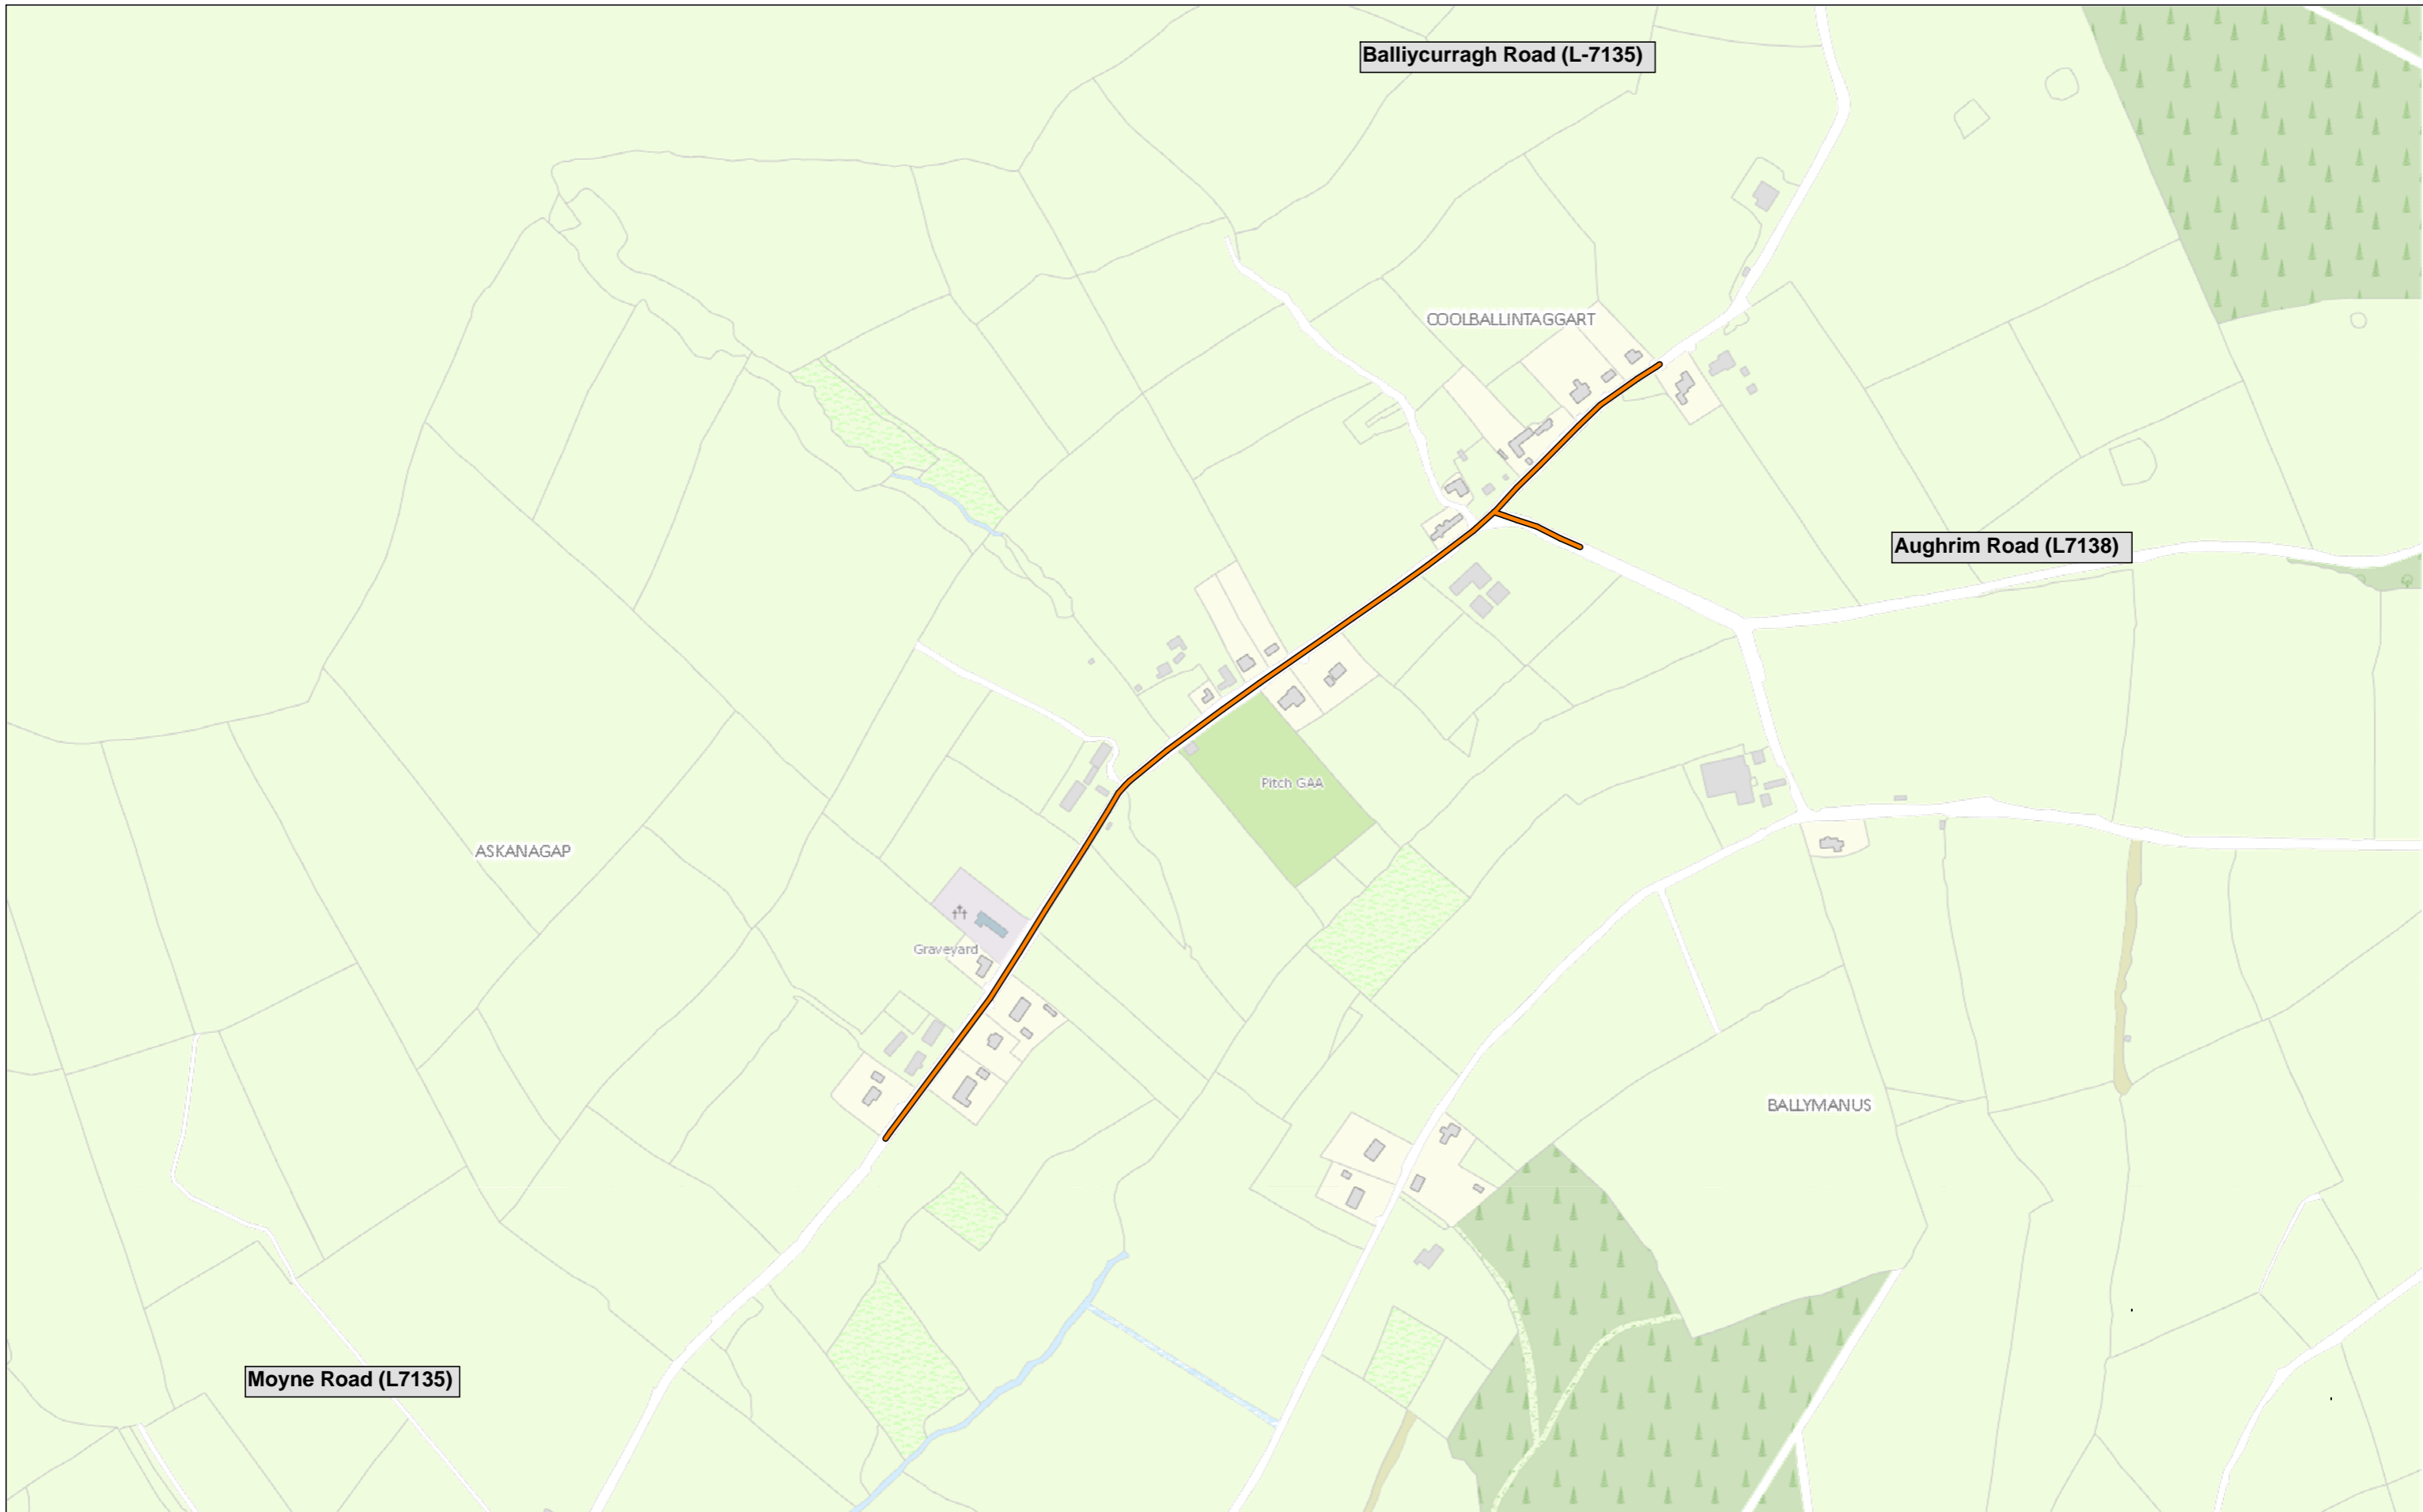 Balliycurragh Road (L-7135)
COOLBALLINTAGGART
Aughrim Road (L7138)
Pitch GAA
ASKANAGAP
Graveyard
BALLYMANUS
Moyne Road (L7135)